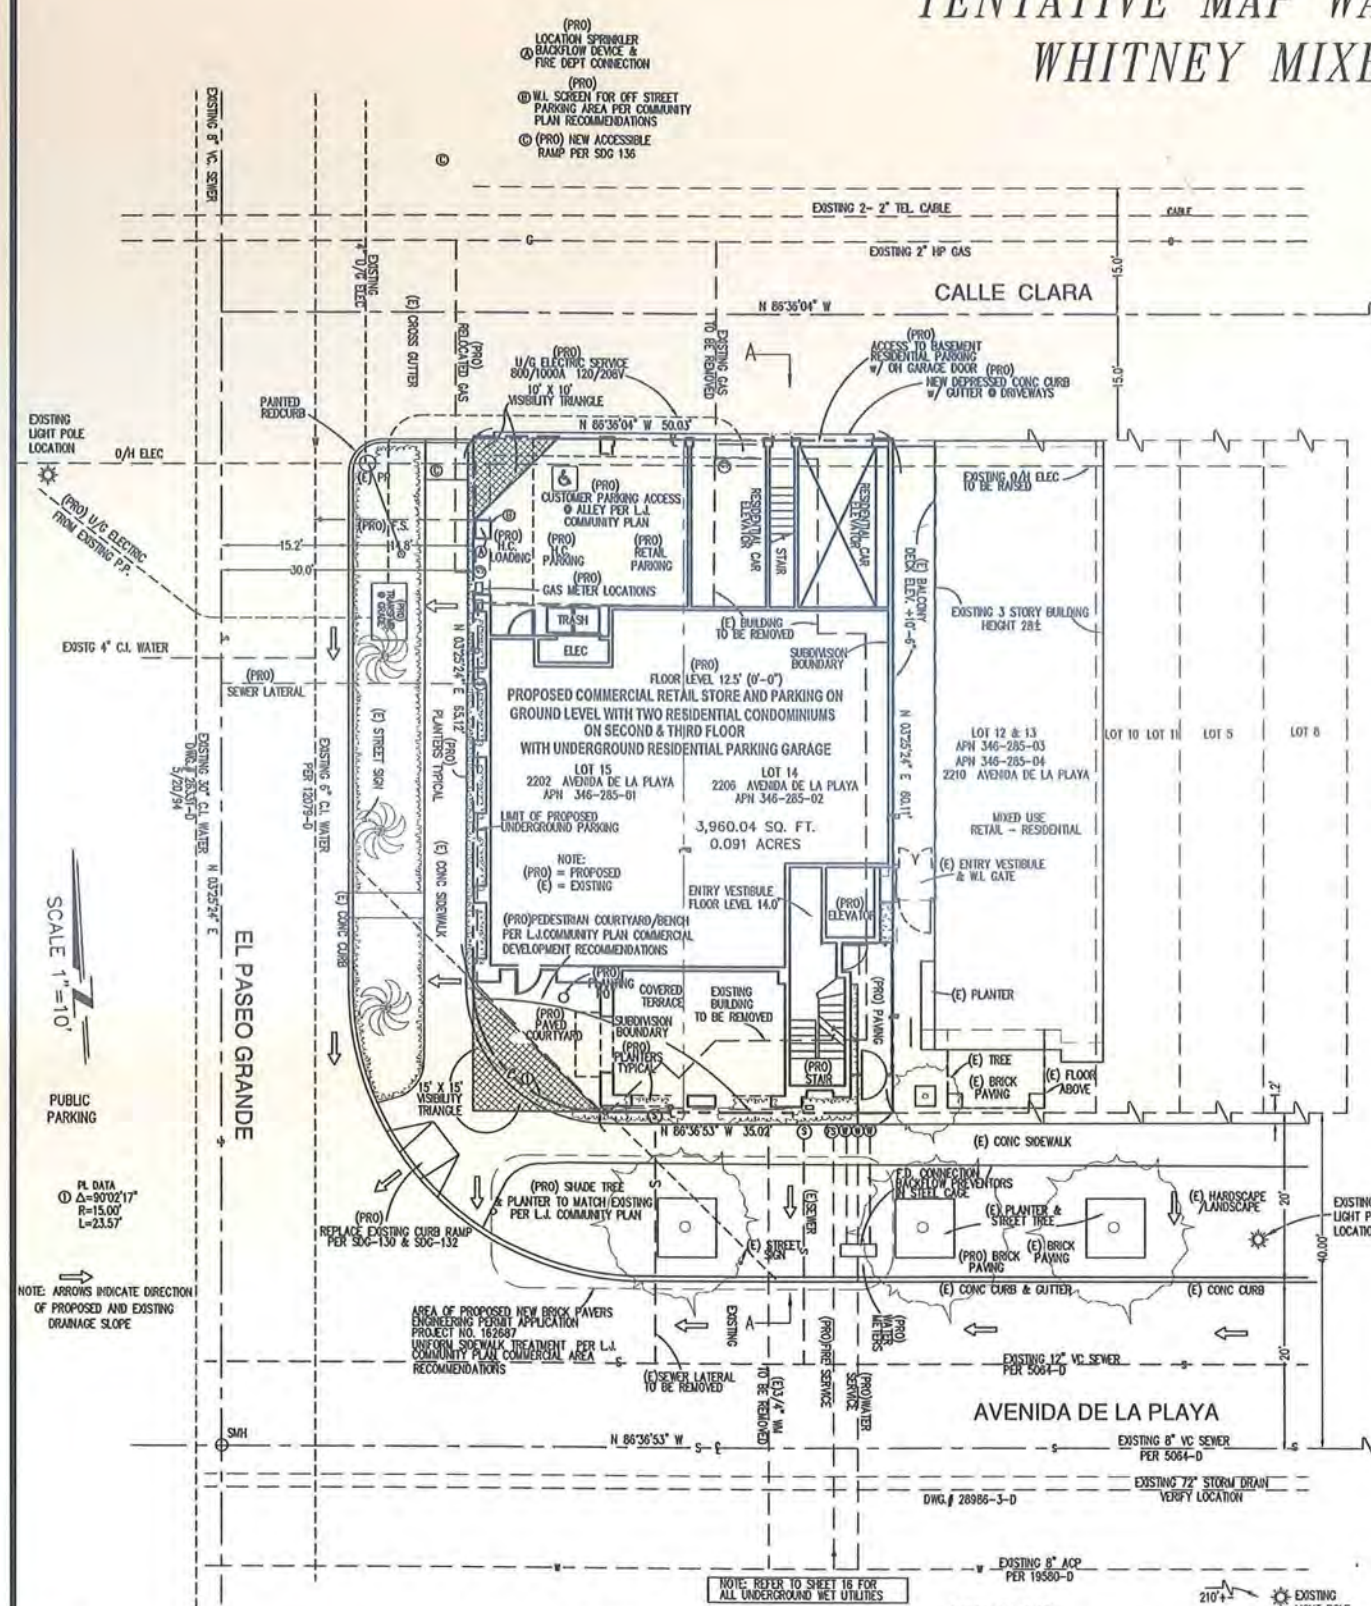 TENTATIVE MAP WA
WHITNEY MIXE
(PRO)
LOCATION SPRINKLER
Ⓐ BACKFLOW DEVICE &
FIRE DEPT CONNECTION
(PRO)
Ⓑ W.I. SCREEN FOR OFF STREET
PARKING AREA PER COMMUNITY
PLAN RECOMMENDATIONS
Ⓒ (PRO) NEW ACCESSIBLE
RAMP PER SDG 136
Ⓒ
EXISTING 8" VC. SEWER
EXISTING 2- 2" TEL. CABLE
CABLE
G
EXISTING 2" HP GAS
G
15.0'
CALLE CLARA
N 86°36'04" W
15.0'
EXISTING
4" U/G ELEC
(E) CROSS GUTTER
(PRO)
RELOCATED GAS
EXISTING GAS
TO BE REMOVED
A
(PRO)
U/G ELECTRIC SERVICE
800/1000A 120/208V
10' X 10'
VISIBILITY TRIANGLE
N 86°36'04" W 50.03'
(PRO)
ACCESS TO BASEMENT
RESIDENTIAL PARKING
w/ OH GARAGE DOOR (PRO)
NEW DEPRESSED CONC CURB
w/ GUTTER @ DRIVEWAYS
PAINTED
REDCURB
EXISTING
LIGHT POLE
LOCATION
O/H ELEC
(PRO) U/G ELECTRIC
FROM EXISTING P.P.
(E) PP
(PRO) F.S.
15.2'
30.0'
(PRO)
CUSTOMER PARKING ACCESS
@ ALLEY PER L.J.
COMMUNITY PLAN
(PRO)
H.C.
LOADING
(PRO)
H.C.
PARKING
(PRO)
RETAIL
PARKING
(PRO)
GAS METER LOCATIONS
RESIDENTIAL CAR
ELEVATOR
STAIR
RESIDENTIAL CAR
ELEVATOR
(E) BALCONY
DECK ELEV. +10'-6"
EXISTING O/H ELEC
TO BE RAISED
EXISTING 3 STORY BUILDING
HEIGHT 28'±
(PRO)
TRANSF.
@ GRADE
TRASH
ELEC
(E) BUILDING
TO BE REMOVED
SUBDIVISION
BOUNDARY
EXISTG 4" C.I. WATER
(PRO)
SEWER LATERAL
(PRO)
FLOOR LEVEL 12.5' (0'-0")
PROPOSED COMMERCIAL RETAIL STORE AND PARKING ON
GROUND LEVEL WITH TWO RESIDENTIAL CONDOMINIUMS
ON SECOND & THIRD FLOOR
WITH UNDERGROUND RESIDENTIAL PARKING GARAGE
N 03°25'24" E 65.12'
(PRO)
PLANTERS TYPICAL
(E) STREET SIGN
(E) CONC SIDEWALK
N 03°25'24" E 60.11'
LOT 15
2202 AVENIDA DE LA PLAYA
APN 346-285-01
LOT 14
2206 AVENIDA DE LA PLAYA
APN 346-285-02
LOT 12 & 13
APN 346-285-03
APN 346-285-04
2210 AVENIDA DE LA PLAYA
LOT 10
LOT 11
LOT 5
LOT 8
EXISTING 30" C.I. WATER
5/20/94
EXISTING 6" C.I. WATER
PER 12079-D
LIMIT OF PROPOSED
UNDERGROUND PARKING
3,960.04 SQ. FT.
0.091 ACRES
MIXED USE
RETAIL - RESIDENTIAL
NOTE:
(PRO) = PROPOSED
(E) = EXISTING
(E) ENTRY VESTIBULE
& W.I. GATE
ENTRY VESTIBULE
FLOOR LEVEL 14.0'
(PRO)
ELEVATOR
(PRO)PEDESTRIAN COURTYARD/BENCH
PER L.J.COMMUNITY PLAN COMMERCIAL
DEVELOPMENT RECOMMENDATIONS
SCALE 1"=10'
N 03°25'24" E
EL PASEO GRANDE
(E) CONC CURB
(PRO)
COVERED
TERRACE
EXISTING
BUILDING
TO BE REMOVED
(PRO) PAVING
(E) PLANTER
(PRO)
PAVED
COURTYARD
SUBDIVISION
BOUNDARY
(PRO)
PLANTERS
TYPICAL
(PRO)
STAIR
(E) TREE
(E) BRICK
PAVING
(E) FLOOR
ABOVE
1.2'
PUBLIC
PARKING
15' X 15'
VISIBILITY
TRIANGLE
N 86°36'53" W 35.02'
(E) CONC SIDEWALK
PL DATA
① Δ=90°02'17"
R=15.00'
L=23.57'
(PRO) SHADE TREE
& PLANTER TO MATCH EXISTING
PER L.J. COMMUNITY PLAN
(E)SEWER
F.D. CONNECTION /
BACKFLOW PREVENTORS
IN STEEL CAGE
(E) PLANTER &
STREET TREE
(E) HARDSCAPE
/LANDSCAPE
20'
40.00'
EXISTING
LIGHT P
LOCATIO
(PRO)
REPLACE EXISTING CURB RAMP
PER SDG-130 & SDG-132
(E) STREET
SIGN
(PRO) BRICK
PAVING
(E) BRICK
PAVING
NOTE: ARROWS INDICATE DIRECTION
OF PROPOSED AND EXISTING
DRAINAGE SLOPE
(E) CONC CURB & GUTTER
(E) CONC CURB
AREA OF PROPOSED NEW BRICK PAVERS
ENGINEERING PERMIT APPLICATION
PROJECT NO. 162687
UNIFORM SIDEWALK TREATMENT PER L.J.
COMMUNITY PLAN COMMERCIAL AREA
RECOMMENDATIONS
EXISTING
A
(PRO)
WATER
METERS
(E)SEWER LATERAL
TO BE REMOVED
(E)3/4" WM
TO BE REMOVED
(PRO)FIRE SERVICE
(PRO)WATER
SERVICE
EXISTING 12" VC SEWER
PER 5064-D
20'
AVENIDA DE LA PLAYA
SMH
N 86°36'53" W
EXISTING 8" VC SEWER
PER 5064-D
EXISTING 72" STORM DRAIN
VERIFY LOCATION
DWG.# 28986-3-D
EXISTING 8" ACP
PER 19580-D
NOTE: REFER TO SHEET 16 FOR
ALL UNDERGROUND WET UTILITIES
210'±
EXISTING